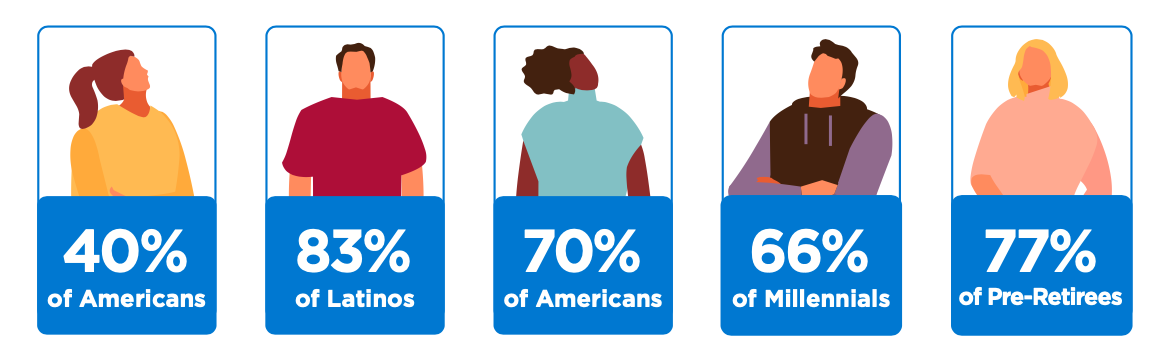 40%
of Americans
83%
of Latinos
70%
of Americans
66%
of Millennials
77%
of Pre-Retirees